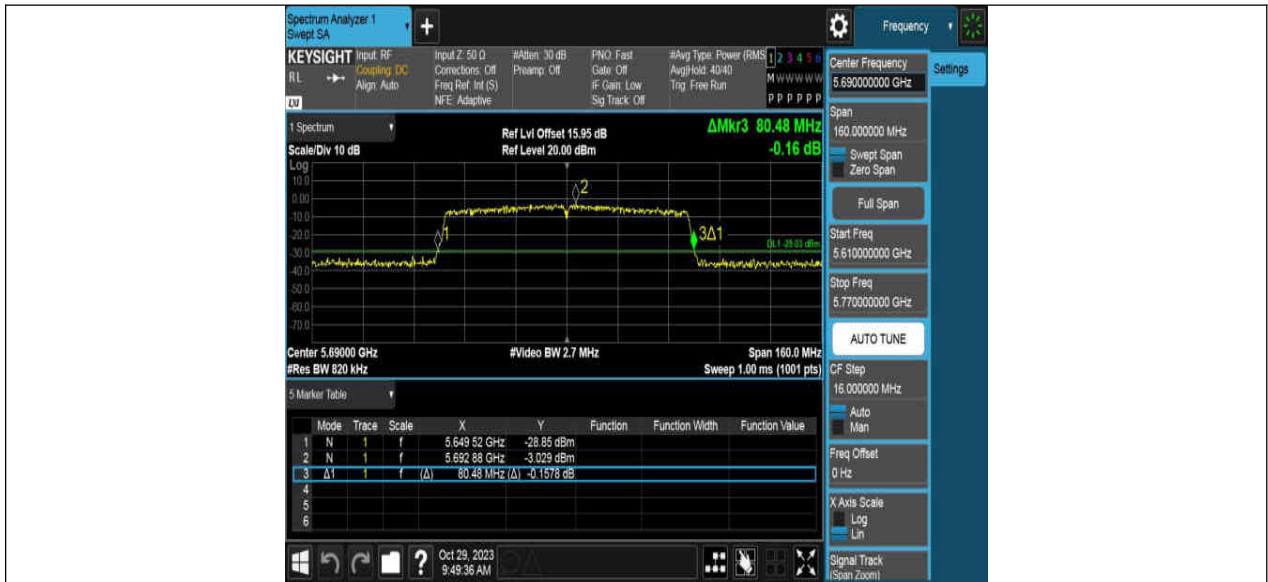 Spectrum Analyzer 1
Swept SA
+
Frequency
KEYSIGHT Input: RF Input Z: 50 Ω #Atten: 30 dB PNO: Fast #Avg Type: Power (RMS 1 2 3 4 5 6
RL Coupling: DC Corrections: Off Preamp: Off Gate: Off Avg|Hold: 40/40 M W W W W W
Align: Auto Freq Ref: Int (S) IF Gain: Low Trig: Free Run
NFE: Adaptive Sig Track: Off P P P P P P
LXI
1 Spectrum
Ref Lvl Offset 15.95 dB
ΔMkr3 80.48 MHz
Scale/Div 10 dB
Ref Level 20.00 dBm
-0.16 dB
Log
10.0
0.00
-10.0
-20.0
-30.0
-40.0
-50.0
-60.0
-70.0
2
1
3Δ1
DL1 -29.03 dBm
Center 5.69000 GHz #Video BW 2.7 MHz Span 160.0 MHz
#Res BW 820 kHz Sweep 1.00 ms (1001 pts)
5 Marker Table
Mode Trace Scale X Y Function Function Width Function Value
1 N 1 f 5.649 52 GHz -28.85 dBm
2 N 1 f 5.692 88 GHz -3.029 dBm
3 Δ1 1 f (Δ) 80.48 MHz (Δ) -0.1578 dB
4
5
6
?
Oct 29, 2023
9:49:36 AM
Center Frequency
5.690000000 GHz
Settings
Span
160.000000 MHz
Swept Span
Zero Span
Full Span
Start Freq
5.610000000 GHz
Stop Freq
5.770000000 GHz
AUTO TUNE
CF Step
16.000000 MHz
Auto
Man
Freq Offset
0 Hz
X Axis Scale
Log
Lin
Signal Track
(Span Zoom)